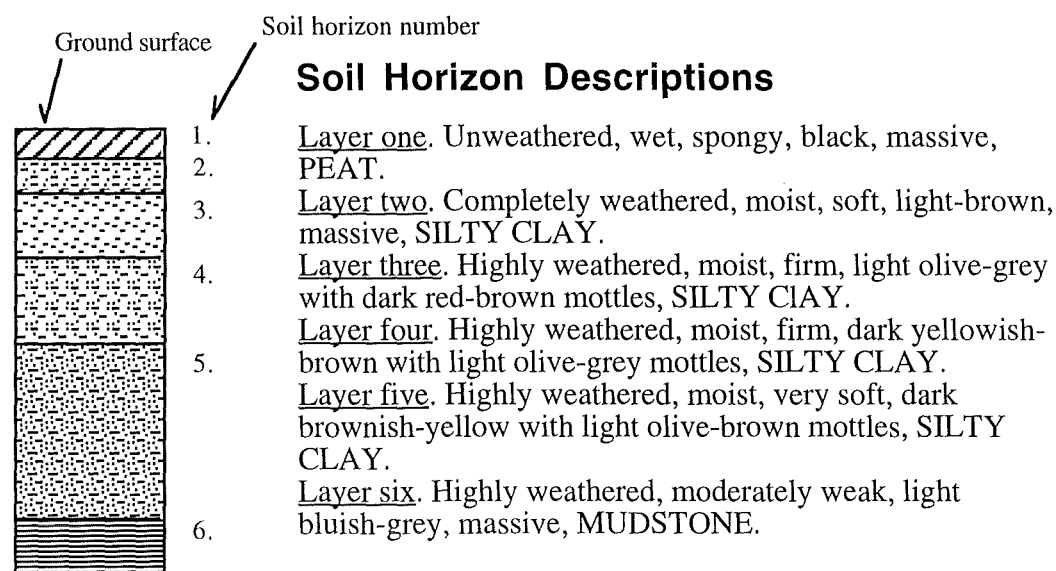 Ground surface
Soil horizon number
Soil Horizon Descriptions
1.
2.
3.
4.
5.
6.
Layer one. Unweathered, wet, spongy, black, massive,
PEAT.
Layer two. Completely weathered, moist, soft, light-brown,
massive, SILTY CLAY.
Layer three. Highly weathered, moist, firm, light olive-grey
with dark red-brown mottles, SILTY ClAY.
Layer four. Highly weathered, moist, firm, dark yellowish-
brown with light olive-grey mottles, SILTY CLAY.
Layer five. Highly weathered, moist, very soft, dark
brownish-yellow with light olive-brown mottles, SILTY
CLAY.
Layer six. Highly weathered, moderately weak, light
bluish-grey, massive, MUDSTONE.